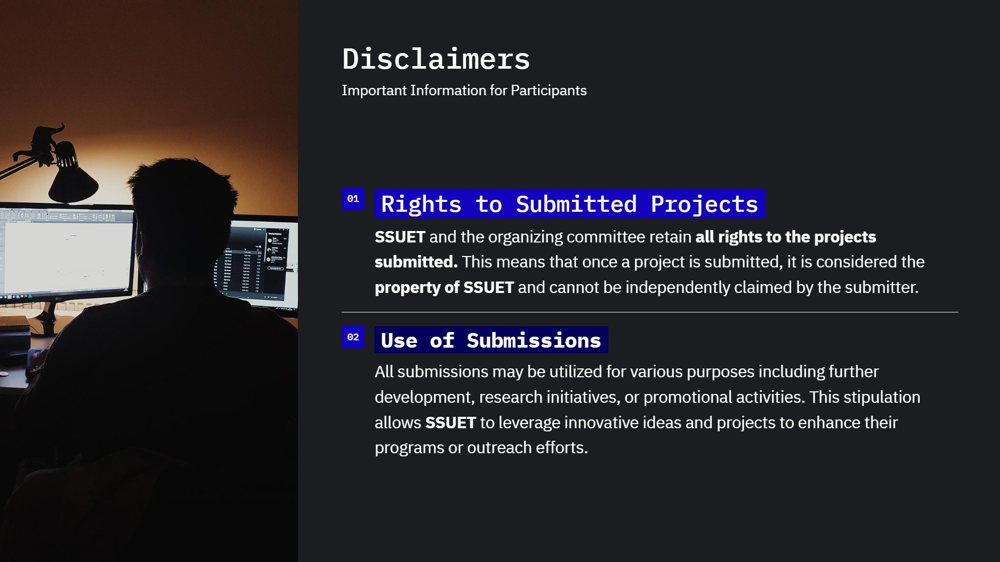 Disclaimers
Important Information for Participants
01
Rights to Submitted Projects
SSUET and the organizing committee retain all rights to the projects
submitted. This means that once a project is submitted, it is considered the
property of SSUET and cannot be independently claimed by the submitter.
02
Use of Submissions
All submissions may be utilized for various purposes including further
development, research initiatives, or promotional activities. This stipulation
allows SSUET to leverage innovative ideas and projects to enhance their
programs or outreach efforts.